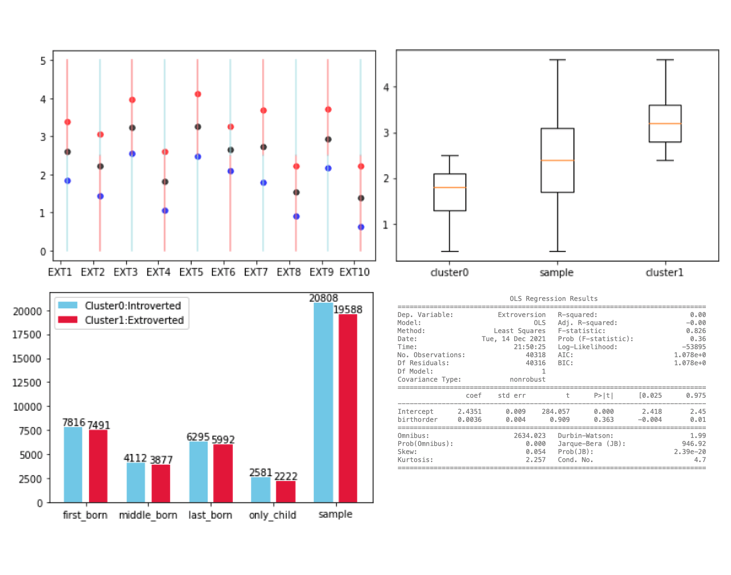 5
4
3
2
1
0
EXT1 EXT2 EXT3 EXT4 EXT5 EXT6 EXT7 EXT8 EXT9 EXT10
4
3
2
1
cluster0 sample cluster1
Cluster0:Introverted
Cluster1:Extroverted
20000
17500
15000
12500
10000
7500
5000
2500
0
7816 7491 4112 3877 6295 5992 2581 2222 20808 19588
first_born middle_born last_born only_child sample
OLS Regression Results
Dep. Variable: Extroversion R-squared: 0.00
Model: OLS Adj. R-squared: -0.00
Method: Least Squares F-statistic: 0.826
Date: Tue, 14 Dec 2021 Prob (F-statistic): 0.36
Time: 21:50:25 Log-Likelihood: -53895
No. Observations: 40318 AIC: 1.078e+0
Df Residuals: 40316 BIC: 1.078e+0
Df Model: 1
Covariance Type: nonrobust
coef std err t P>|t| [0.025 0.975
Intercept 2.4351 0.009 284.057 0.000 2.418 2.45
birthorder 0.0036 0.004 0.909 0.363 -0.004 0.01
Omnibus: 2634.023 Durbin-Watson: 1.99
Prob(Omnibus): 0.000 Jarque-Bera (JB): 946.92
Skew: 0.054 Prob(JB): 2.39e-20
Kurtosis: 2.257 Cond. No. 4.7